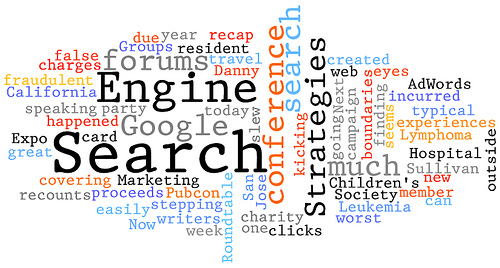 due year recap
Groups resident
false forums travel
charges Danny
fraudulent Engine
California
speaking party today
happened Google slew
Expo card
great Search
covering Marketing
recounts proceeds Pubcon
easily stepping
Now writers
week one
charity
clicks
Roundtable
San
Jose
conference
search
kicking
Strategies
created
web eyes
going
Next
campaign
boundaries
finding
seems
AdWords
incurred
typical
experiences
Lymphoma
Hospital
outside
much Sullivan
Children's new
Society member
Leukemia can
worst